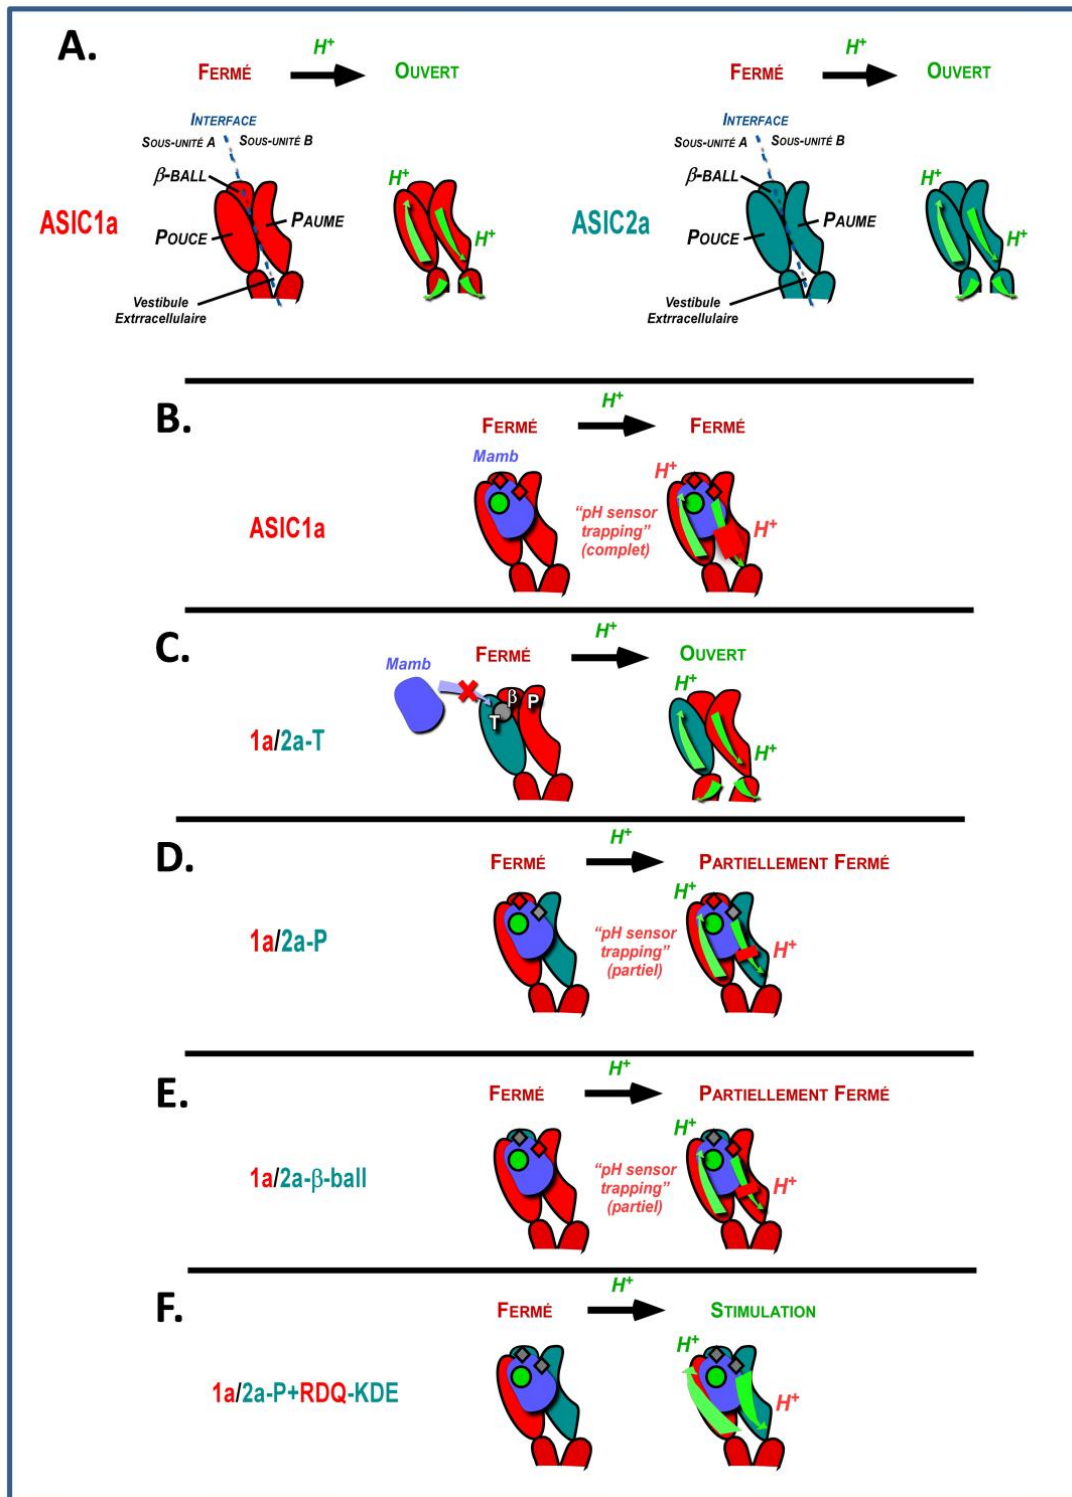 A.
H+
FERMÉ
OUVERT
INTERFACE
SOUS-UNITÉ A
SOUS-UNITÉ B
β-BALL
H+
ASIC1a
PAUME
POUCE
H+
Vestibule
Extrracellulaire
H+
FERMÉ
OUVERT
INTERFACE
SOUS-UNITÉ A
SOUS-UNITÉ B
β-BALL
H+
ASIC2a
PAUME
POUCE
H+
Vestibule
Extrracellulaire
B.
H+
FERMÉ
FERMÉ
Mamb
H+
ASIC1a
"pH sensor
trapping"
(complet)
H+
C.
H+
FERMÉ
OUVERT
Mamb
H+
β
P
T
1a/2a-T
H+
D.
H+
FERMÉ
PARTIELLEMENT FERMÉ
H+
1a/2a-P
"pH sensor
trapping"
(partiel)
H+
E.
H+
FERMÉ
PARTIELLEMENT FERMÉ
H+
1a/2a-β-ball
"pH sensor
trapping"
(partiel)
H+
F.
H+
FERMÉ
STIMULATION
H+
1a/2a-P+RDQ-KDE
H+